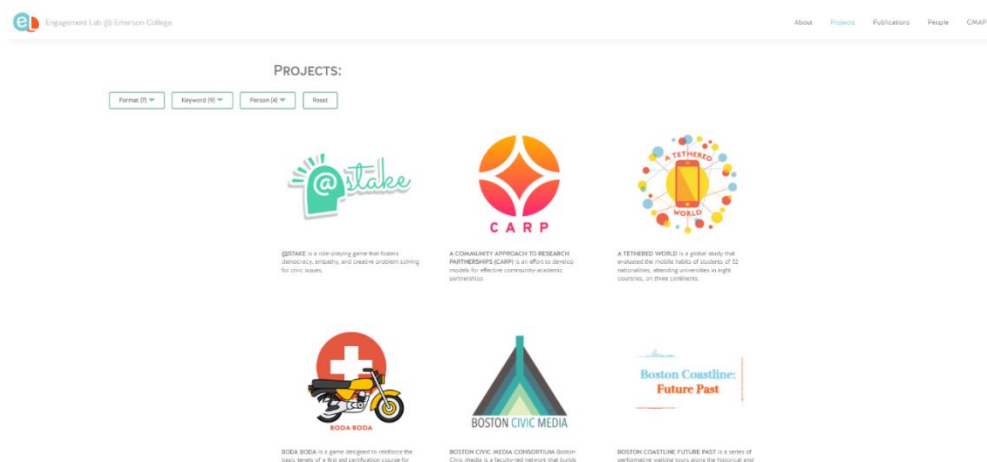 eL Engagement Lab @ Emerson College
About Projects Publications People CMAP
PROJECTS:
Format (7) Keyword (9) Person (4) Reset
@stake
CARP
A TETHERED WORLD
@STAKE is a role-playing game that fosters
democracy, empathy, and creative problem solving
for civic issues.
A COMMUNITY APPROACH TO RESEARCH
PARTNERSHIPS (CARP) is an effort to develop
models for effective community-academic
partnerships.
A TETHERED WORLD is a global study that
evaluated the mobile habits of students of 52
nationalities, attending universities in eight
countries, on three continents.
BODA BODA
BOSTON CIVIC MEDIA
Boston Coastline:
Future Past
BODA BODA is a game designed to reinforce the
basic tenets of a first aid certification course for
BOSTON CIVIC MEDIA CONSORTIUM Boston
Civic Media is a faculty-led network that builds
BOSTON COASTLINE FUTURE PAST is a series of
performative walking tours along the historical and